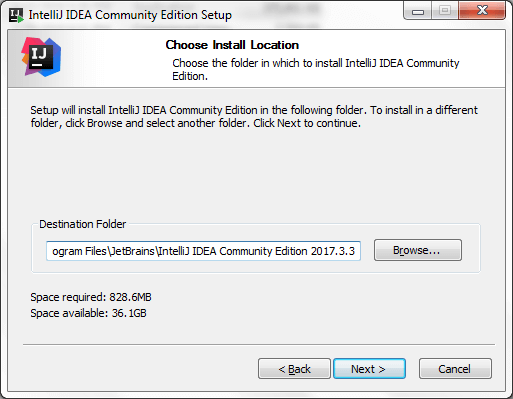 IntelliJ IDEA Community Edition Setup
IJ
Choose Install Location
Choose the folder in which to install IntelliJ IDEA Community
Edition.
Setup will install IntelliJ IDEA Community Edition in the following folder. To install in a different
folder, click Browse and select another folder. Click Next to continue.
Destination Folder
ogram Files\JetBrains\IntelliJ IDEA Community Edition 2017.3.3
Browse...
Space required: 828.6MB
Space available: 36.1GB
< Back
Next >
Cancel